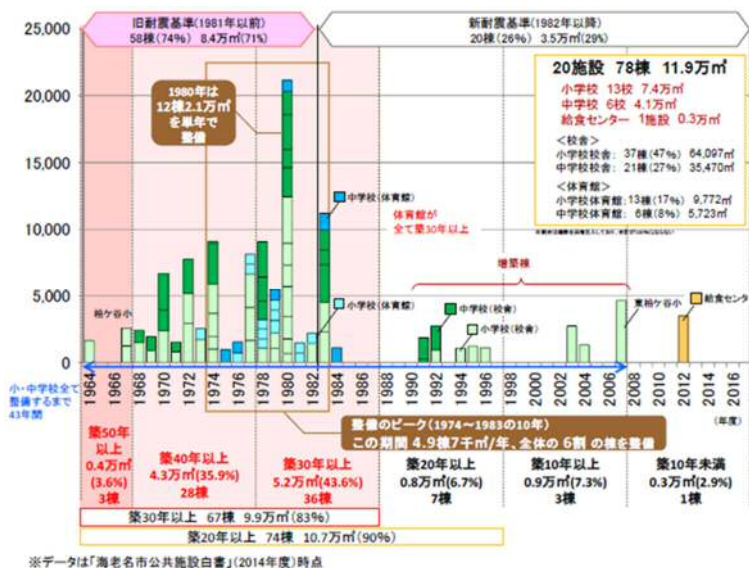 旧耐震基準(1981年以前)
58棟(74%) 8.4万㎡(71%)
新耐震基準(1982年以降)
20棟(26%) 3.5万㎡(29%)
25,000
20,000
15,000
10,000
5,000
0
1980年は
12棟2.1万㎡
を単年で
整備
20施設 78棟 11.9万㎡
小学校 13校 7.4万㎡
中学校 6校 4.1万㎡
給食センター 1施設 0.3万㎡
<校舎>
小学校校舎: 37棟(47%) 64,097㎡
中学校校舎: 21棟(27%) 35,470㎡
<体育館>
小学校体育館:13棟(17%) 9,772㎡
中学校体育館: 6棟(8%) 5,723㎡
中学校(体育館)
体育館が
全て築30年以上
増築棟
柏ケ谷小
小学校(体育館)
中学校(校舎)
小学校(校舎)
東柏ケ谷小
給食センター
1964
1966
1968
1970
1972
1974
1976
1978
1980
1982
1984
1986
1988
1990
1992
1994
1996
1998
2000
2002
2004
2006
2008
2010
2012
2014
2016
(年度)
小・中学校全て
整備するまで
43年間
整備のピーク(1974～1983の10年)
この期間 4.9棟7千㎡/年、全体の 6割 の棟を整備
築50年
以上
0.4万㎡
(3.6%)
3棟
築40年以上
4.3万㎡(35.9%)
28棟
築30年以上
5.2万㎡(43.6%)
36棟
築20年以上
0.8万㎡(6.7%)
7棟
築10年以上
0.9万㎡(7.3%)
3棟
築10年未満
0.3万㎡(2.9%)
1棟
築30年以上 67棟 9.9万㎡(83%)
築20年以上 74棟 10.7万㎡(90%)
※データは「海老名市公共施設白書」(2014年度)時点